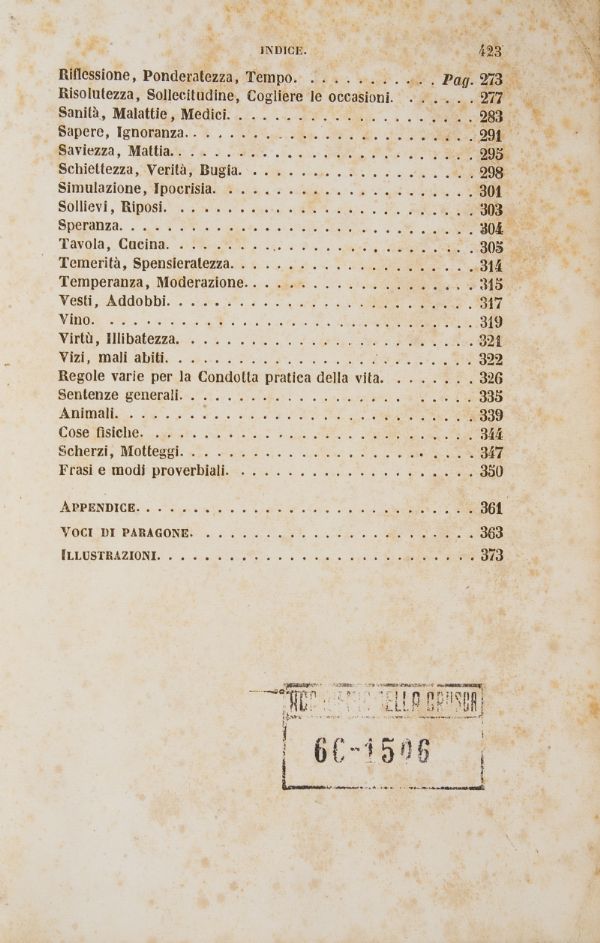 INDICE. 423
Riflessione, Ponderatezza, Tempo. . . . . . . . . . . . Pag. 273
Risolutezza, Sollecitudine, Cogliere le occasioni. . . . . . . 277
Sanità, Malattie, Medici. . . . . . . . . . . . . . . . . . . . 283
Sapere, Ignoranza. . . . . . . . . . . . . . . . . . . . . . . 291
Saviezza, Mattia. . . . . . . . . . . . . . . . . . . . . . . . 295
Schiettezza, Verità, Bugia. . . . . . . . . . . . . . . . . . . 298
Simulazione, Ipocrisia. . . . . . . . . . . . . . . . . . . . . 301
Sollievi, Riposi. . . . . . . . . . . . . . . . . . . . . . . . 303
Speranza. . . . . . . . . . . . . . . . . . . . . . . . . . . . 304
Tavola, Cucina. . . . . . . . . . . . . . . . . . . . . . . . . 305
Temerità, Spensieratezza. . . . . . . . . . . . . . . . . . . . 314
Temperanza, Moderazione. . . . . . . . . . . . . . . . . . . . 315
Vesti, Addobbi. . . . . . . . . . . . . . . . . . . . . . . . . 317
Vino. . . . . . . . . . . . . . . . . . . . . . . . . . . . . . 319
Virtù, Illibatezza. . . . . . . . . . . . . . . . . . . . . . . 321
Vizi, mali abiti. . . . . . . . . . . . . . . . . . . . . . . . 322
Regole varie per la Condotta pratica della vita. . . . . . . . 326
Sentenze generali. . . . . . . . . . . . . . . . . . . . . . . 335
Animali. . . . . . . . . . . . . . . . . . . . . . . . . . . . 339
Cose fisiche. . . . . . . . . . . . . . . . . . . . . . . . . . 344
Scherzi, Motteggi. . . . . . . . . . . . . . . . . . . . . . . 347
Frasi e modi proverbiali. . . . . . . . . . . . . . . . . . . . 350
APPENDICE. . . . . . . . . . . . . . . . . . . . . . . . . . . 361
VOCI DI PARAGONE. . . . . . . . . . . . . . . . . . . . . . . 363
ILLUSTRAZIONI. . . . . . . . . . . . . . . . . . . . . . . . . 373
DELLA CRUSCA
6C-1506